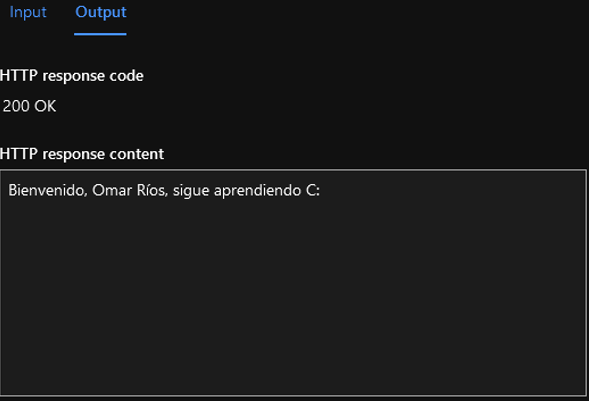 Input Output
HTTP response code
200 OK
HTTP response content
Bienvenido, Omar Ríos, sigue aprendiendo C: